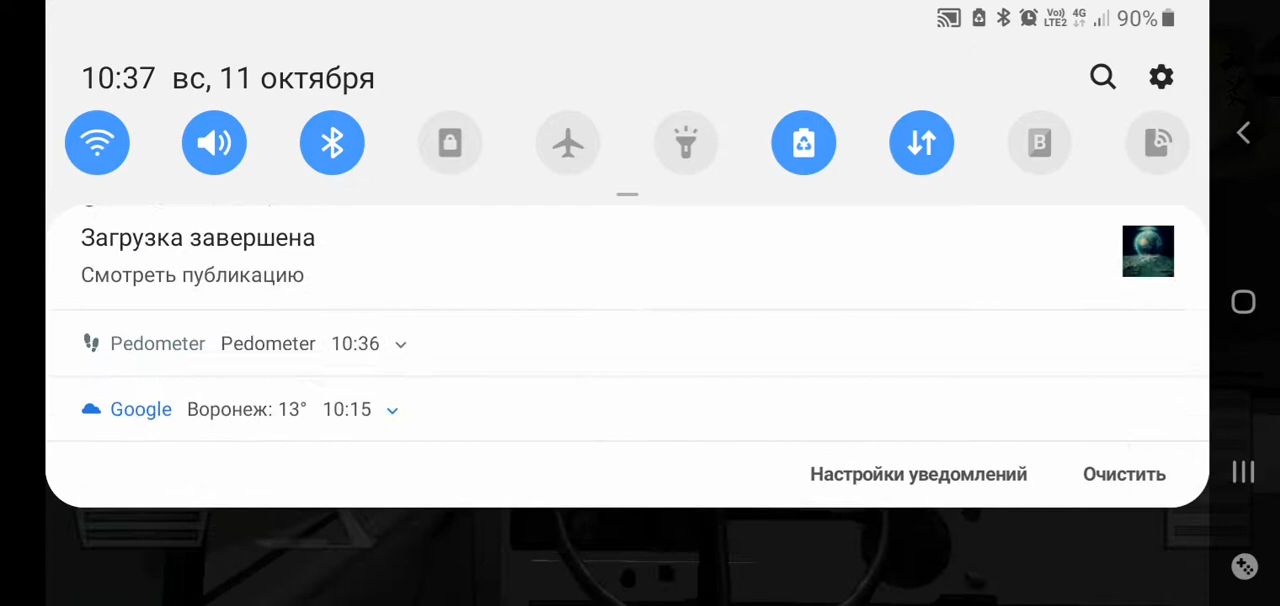 Vo)) 4G
LTE2 90%
10:37 вс, 11 октября
B
Загрузка завершена
Смотреть публикацию
Pedometer Pedometer 10:36
Google Воронеж: 13° 10:15
Настройки уведомлений Очистить